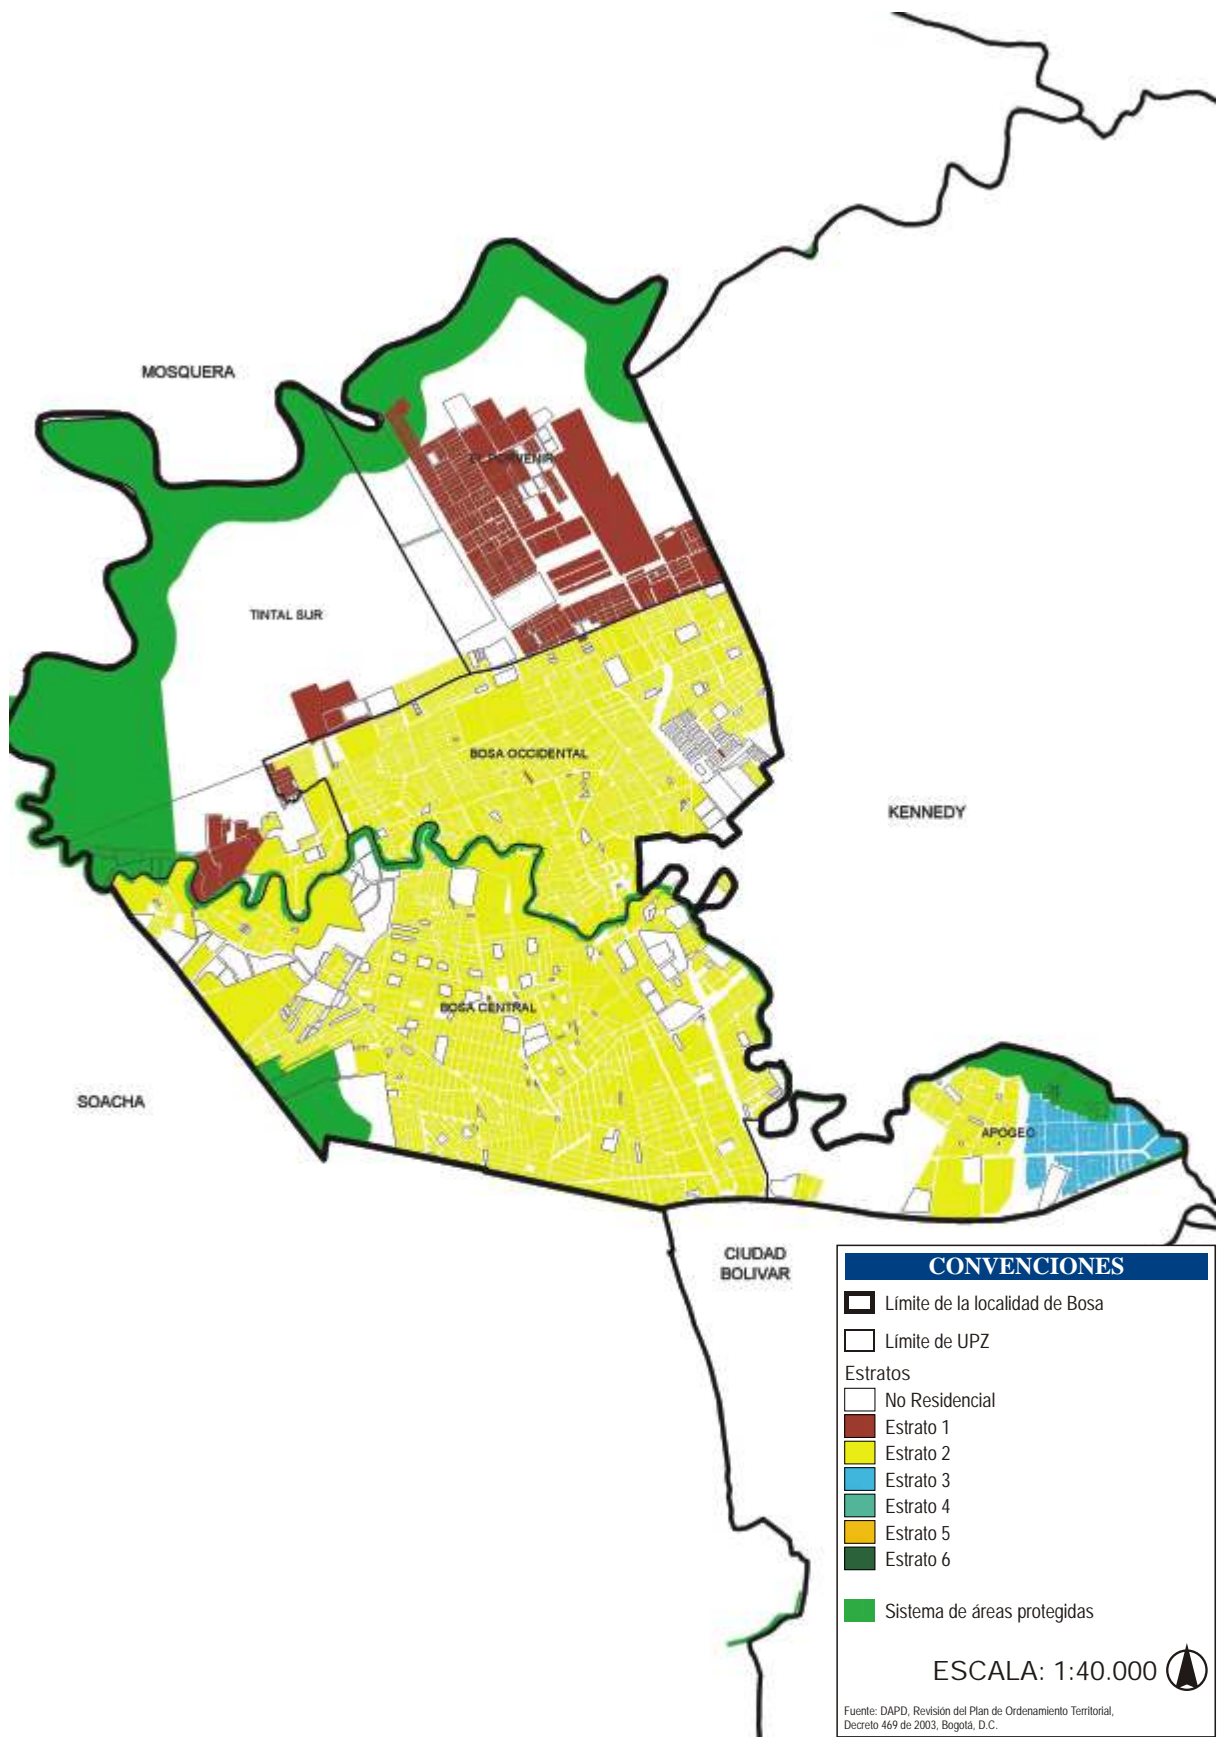 MOSQUERA
EL PORVENIR
TINTAL SUR
BOSA OCCIDENTAL
KENNEDY
BOSA CENTRAL
SOACHA
APOGEO
CIUDAD
BOLIVAR
CONVENCIONES
Límite de la localidad de Bosa
Límite de UPZ
Estratos
No Residencial
Estrato 1
Estrato 2
Estrato 3
Estrato 4
Estrato 5
Estrato 6
Sistema de áreas protegidas
ESCALA: 1:40.000
Fuente: DAPD, Revisión del Plan de Ordenamiento Territorial,
Decreto 469 de 2003, Bogotá, D.C.